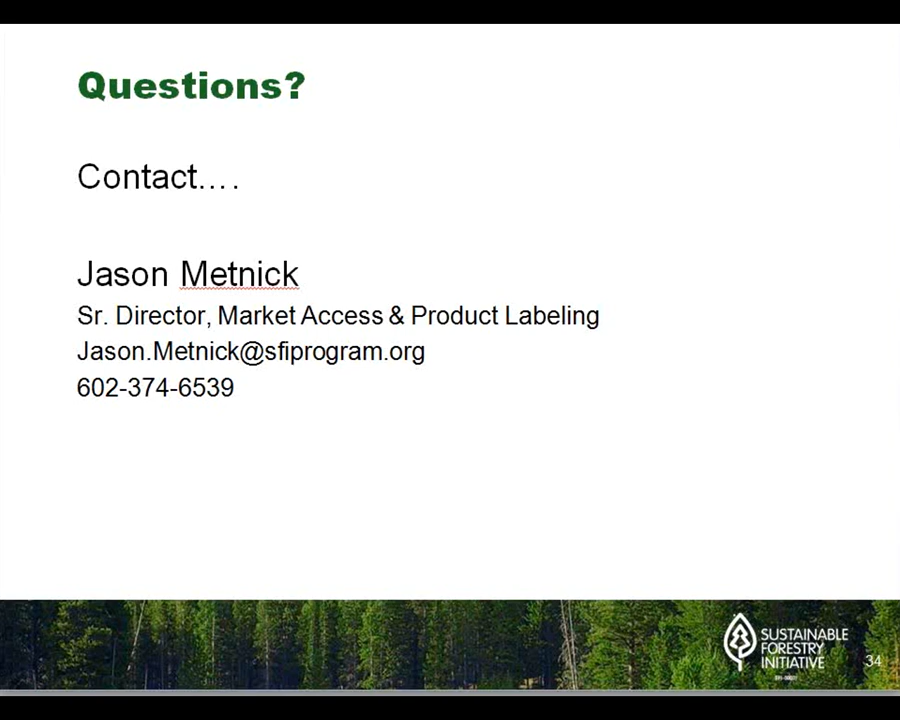 Questions?
Contact....
Jason Metnick
Sr. Director, Market Access & Product Labeling
Jason.Metnick@sfiprogram.org
602-374-6539
SUSTAINABLE
FORESTRY
INITIATIVE
34